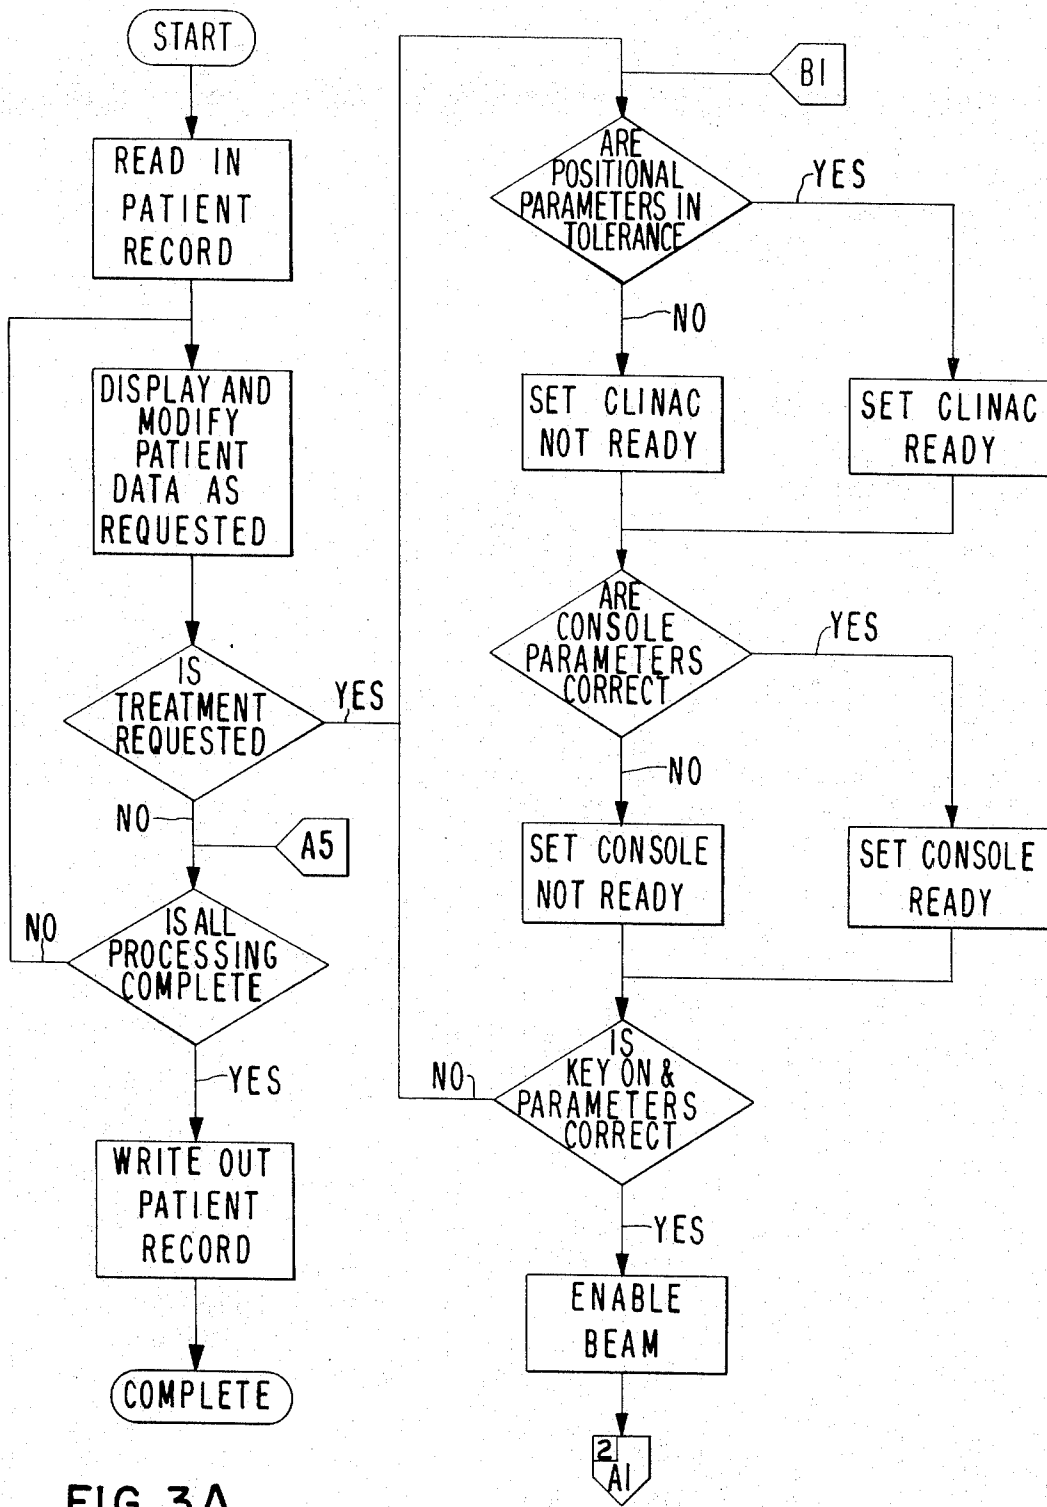 START
READ IN
PATIENT
RECORD
DISPLAY AND
MODIFY
PATIENT
DATA AS
REQUESTED
IS
TREATMENT
REQUESTED
YES
NO
A5
IS ALL
PROCESSING
COMPLETE
NO
YES
WRITE OUT
PATIENT
RECORD
COMPLETE
B1
ARE
POSITIONAL
PARAMETERS IN
TOLERANCE
YES
NO
SET CLINAC
NOT READY
SET CLINAC
READY
ARE
CONSOLE
PARAMETERS
CORRECT
YES
NO
SET CONSOLE
NOT READY
SET CONSOLE
READY
IS
KEY ON &
PARAMETERS
CORRECT
NO
YES
ENABLE
BEAM
2
A1
FIG. 3A